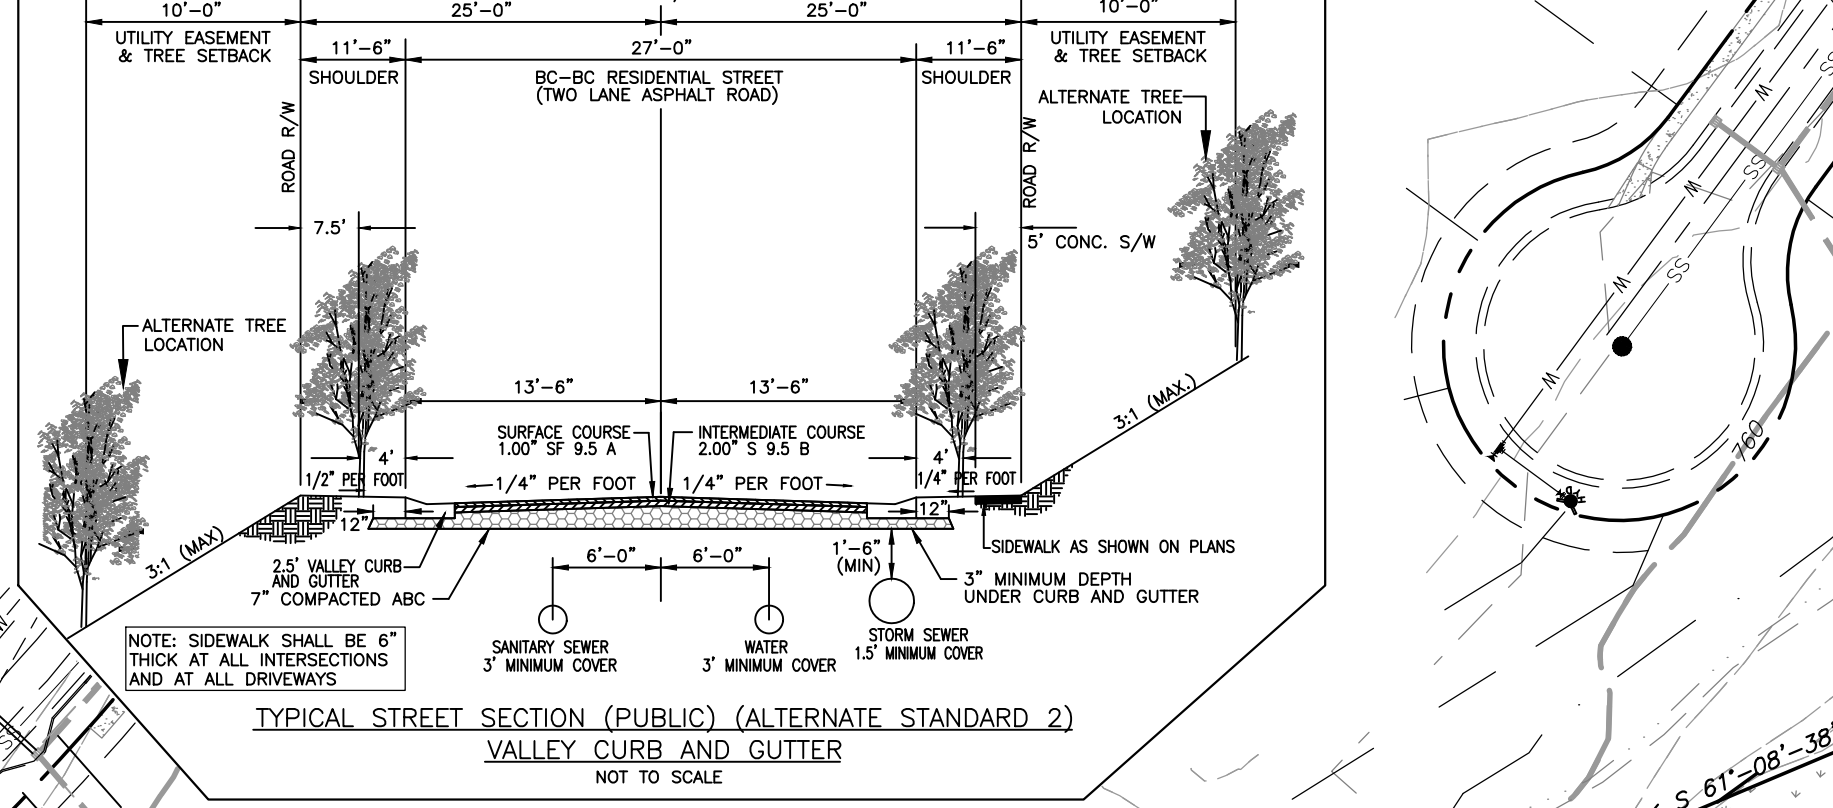 10'-0" 25'-0" 25'-0" 10'-0"
UTILITY EASEMENT
& TREE SETBACK
11'-6" 27'-0" 11'-6"
SHOULDER
BC-BC RESIDENTIAL STREET
(TWO LANE ASPHALT ROAD)
SHOULDER
UTILITY EASEMENT
& TREE SETBACK
ALTERNATE TREE
LOCATION
ROAD R/W
ROAD R/W
7.5'
5' CONC. S/W
ALTERNATE TREE
LOCATION
13'-6" 13'-6"
3:1 (MAX.)
SURFACE COURSE
1.00" SF 9.5 A
INTERMEDIATE COURSE
2.00" S 9.5 B
4' 4'
1/2" PER FOOT
1/4" PER FOOT 1/4" PER FOOT
1/4" PER FOOT
12" 12"
3:1 (MAX)
2.5' VALLEY CURB
AND GUTTER
7" COMPACTED ABC
6'-0" 6'-0"
1'-6"
(MIN)
SIDEWALK AS SHOWN ON PLANS
3" MINIMUM DEPTH
UNDER CURB AND GUTTER
SANITARY SEWER
3' MINIMUM COVER
WATER
3' MINIMUM COVER
STORM SEWER
1.5' MINIMUM COVER
NOTE: SIDEWALK SHALL BE 6"
THICK AT ALL INTERSECTIONS
AND AT ALL DRIVEWAYS
TYPICAL STREET SECTION (PUBLIC) (ALTERNATE STANDARD 2)
VALLEY CURB AND GUTTER
NOT TO SCALE
SS
W
SS
W
SS
W
W
760
S 61°-08'-38"
W
SS